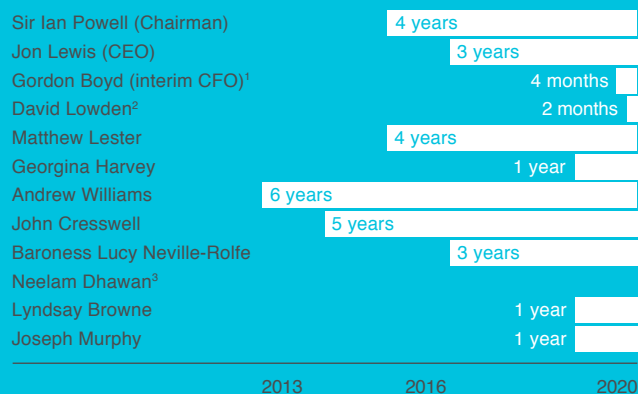 Sir Ian Powell (Chairman) 4 years
Jon Lewis (CEO) 3 years
Gordon Boyd (interim CFO)¹ 4 months
David Lowden² 2 months
Matthew Lester 4 years
Georgina Harvey 1 year
Andrew Williams 6 years
John Cresswell 5 years
Baroness Lucy Neville-Rolfe 3 years
Neelam Dhawan³
Lyndsay Browne 1 year
Joseph Murphy 1 year
2013 2016 2020